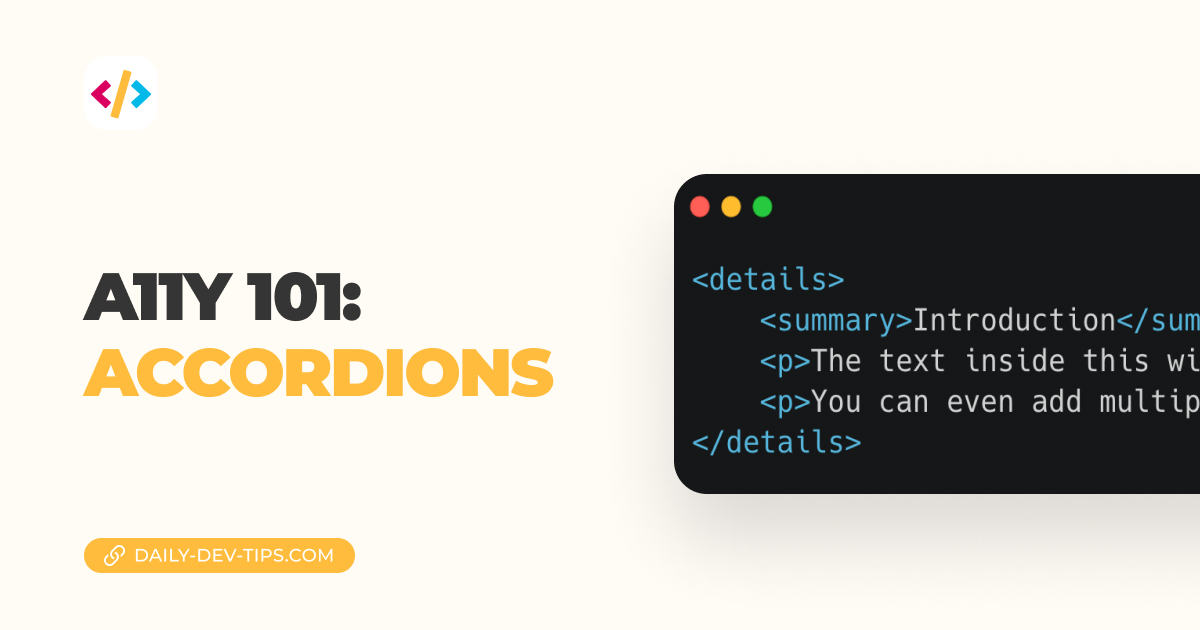 A11Y 101:
ACCORDIONS
DAILY-DEV-TIPS.COM
<details>
<summary>Introduction</sum
<p>The text inside this wi
<p>You can even add multip
</details>